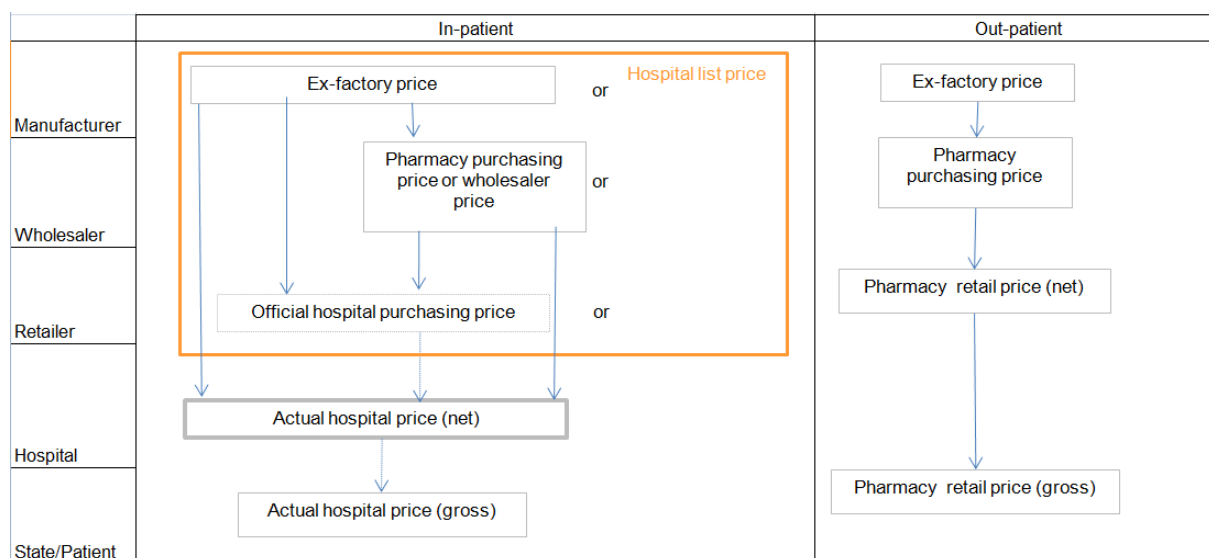 In-patient
Out-patient
Hospital list price
Ex-factory price
or
Ex-factory price
Manufacturer
Pharmacy purchasing
price or wholesaler
price
or
Pharmacy
purchasing price
Wholesaler
Official hospital purchasing price
or
Pharmacy retail price (net)
Retailer
Actual hospital price (net)
Hospital
Actual hospital price (gross)
Pharmacy retail price (gross)
State/Patient